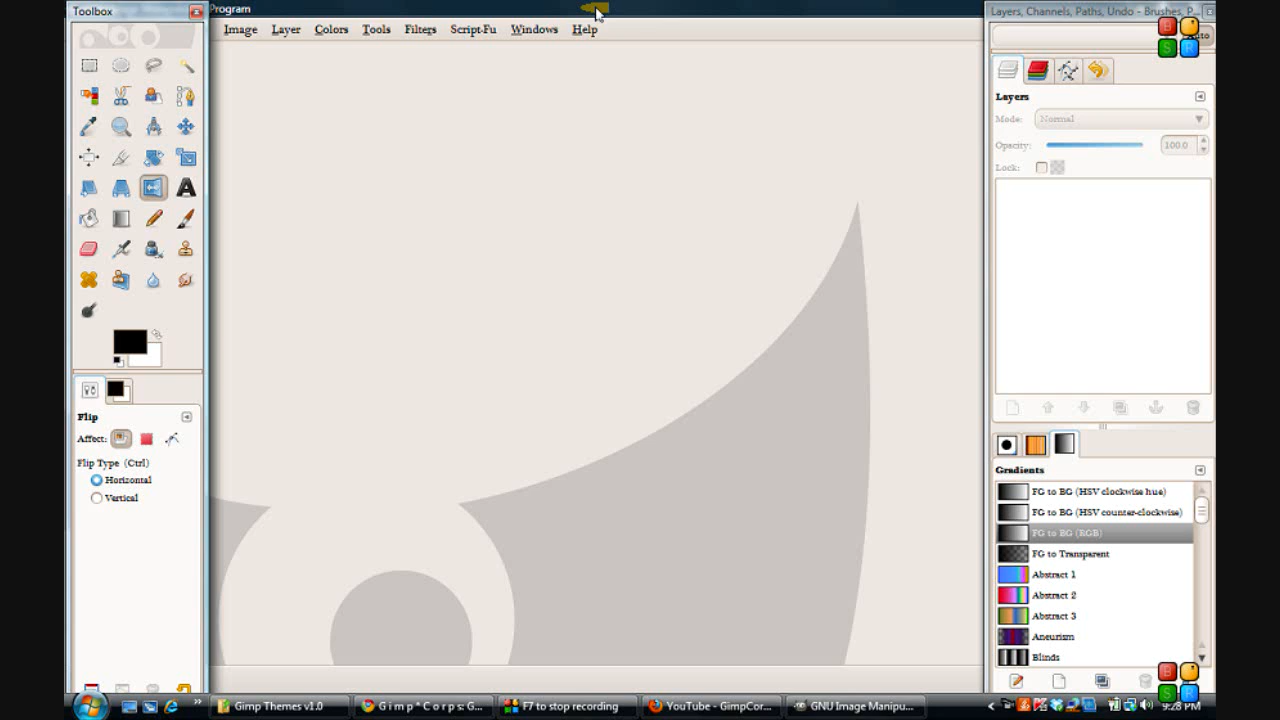 Toolbox
Program
Layers, Channels, Paths, Undo - Brushes, P...
Image Layer Colors Tools Filters Script-Fu Windows Help
B
S R
Layers
Mode: Normal
Opacity: 100.0
Lock:
A
Flip
Affect:
Flip Type (Ctrl)
Horizontal
Vertical
Gradients
FG to BG (HSV clockwise hue)
FG to BG (HSV counter-clockwise)
FG to BG (RGB)
FG to Transparent
Abstract 1
Abstract 2
Abstract 3
Aneurism
Blinds
B
S R
Gimp Themes v1.0
G i m p * C o r p s: G...
F7 to stop recording
YouTube - GimpCor...
GNU Image Manipu...
9:28 PM